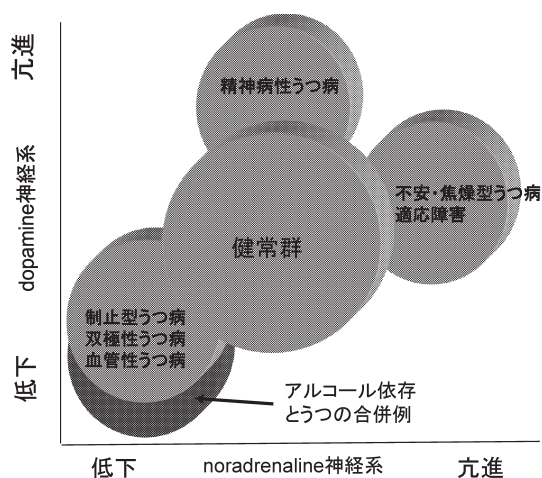 亢進
精神病性うつ病
不安・焦燥型うつ病
適応障害
dopamine神経系
健常群
制止型うつ病
双極性うつ病
血管性うつ病
低下
アルコール依存
とうつの合併例
低下
noradrenaline神経系
亢進